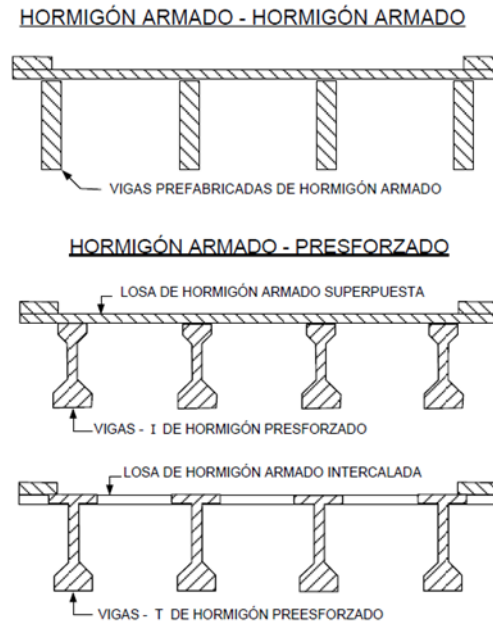 HORMIGÓN ARMADO - HORMIGÓN ARMADO
VIGAS PREFABRICADAS DE HORMIGÓN ARMADO
HORMIGÓN ARMADO - PRESFORZADO
LOSA DE HORMIGÓN ARMADO SUPERPUESTA
VIGAS - I DE HORMIGÓN PRESFORZADO
LOSA DE HORMIGÓN ARMADO INTERCALADA
VIGAS - T DE HORMIGÓN PREESFORZADO